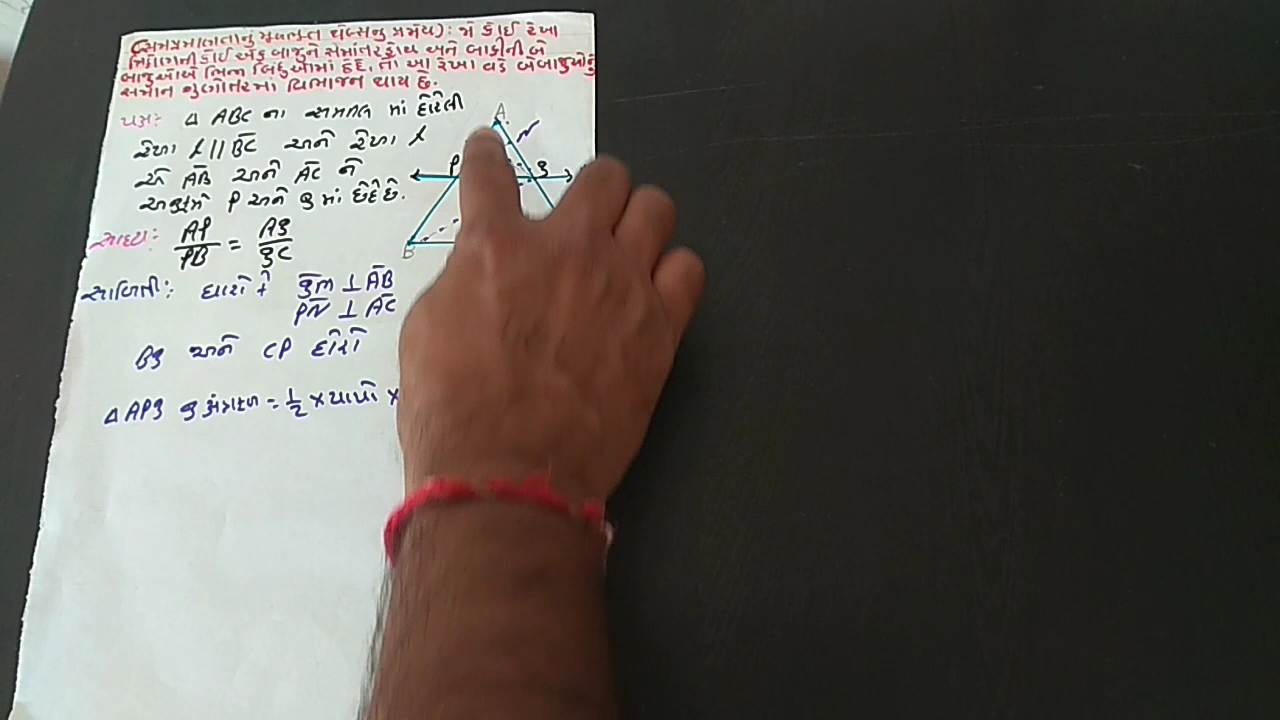 (સમપ્રમાણતાનું મૂળભૂત થેલ્સનુ પ્રમેય) : જો કોઈ રેખા
ત્રિકોણની કોઈ એક બાજુને સમાંતર હોય અને બાકીની બે
બાજુઓને ભિન્ન બિંદુઓમાં છેદે, તો આ રેખા વડે બે બાજુઓનું
સમાન ગુણોત્તરમાં વિભાજન થાય છે.
પક્ષ: Δ ABC ના સમતલ માં દોરેલી
રેખા l || BC અને રેખા l
એ AB અને AC ને
અનુક્રમે P અને Q માં છેદે છે.
સાધ્ય: AP/PB = AQ/QC
સાબિતી: ધારો કે QM ⊥ AB
PN ⊥ AC
BQ અને CP દોરો
Δ APQ નું ક્ષેત્રફળ = 1/2 × પાયો ×
A
N
P
Q
B